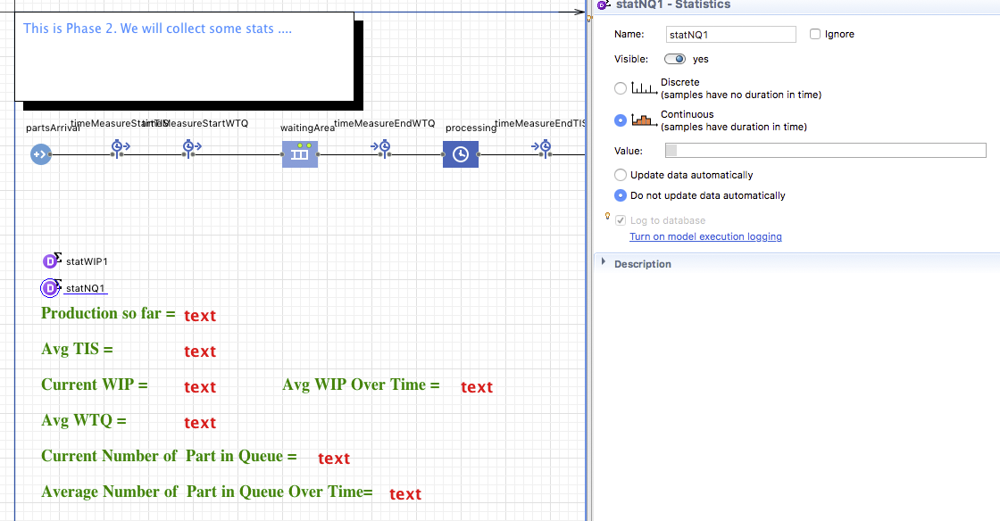 statNQ1 - Statistics
This is Phase 2. We will collect some stats ....
Name: statNQ1 Ignore
Visible: yes
Discrete
(samples have no duration in time)
Continuous
(samples have duration in time)
Value:
Update data automatically
Do not update data automatically
Log to database
Turn on model execution logging
Description
partsArrival timeMeasureStartTIS timeMeasureStartWTQ waitingArea timeMeasureEndWTQ processing timeMeasureEndTIS
statWIP1
statNQ1
Production so far = text
Avg TIS = text
Current WIP = text Avg WIP Over Time = text
Avg WTQ = text
Current Number of Part in Queue = text
Average Number of Part in Queue Over Time= text